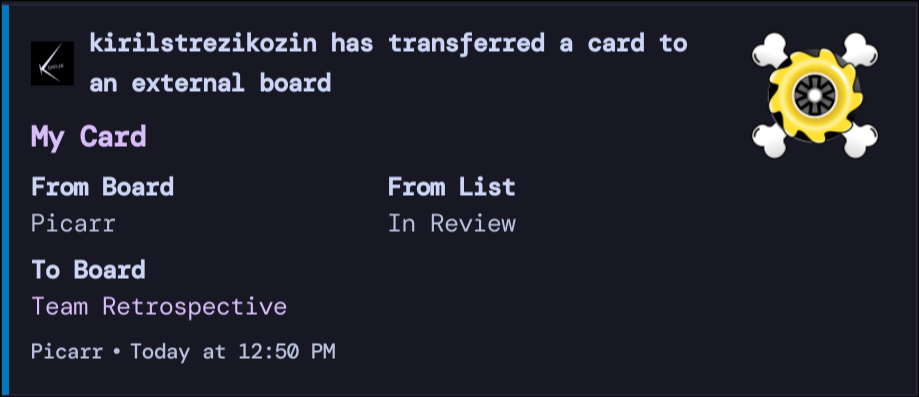 kirilstrezikozin has transferred a card to
an external board
My Card
From Board
From List
Picarr
In Review
To Board
Team Retrospective
Picarr • Today at 12:50 PM